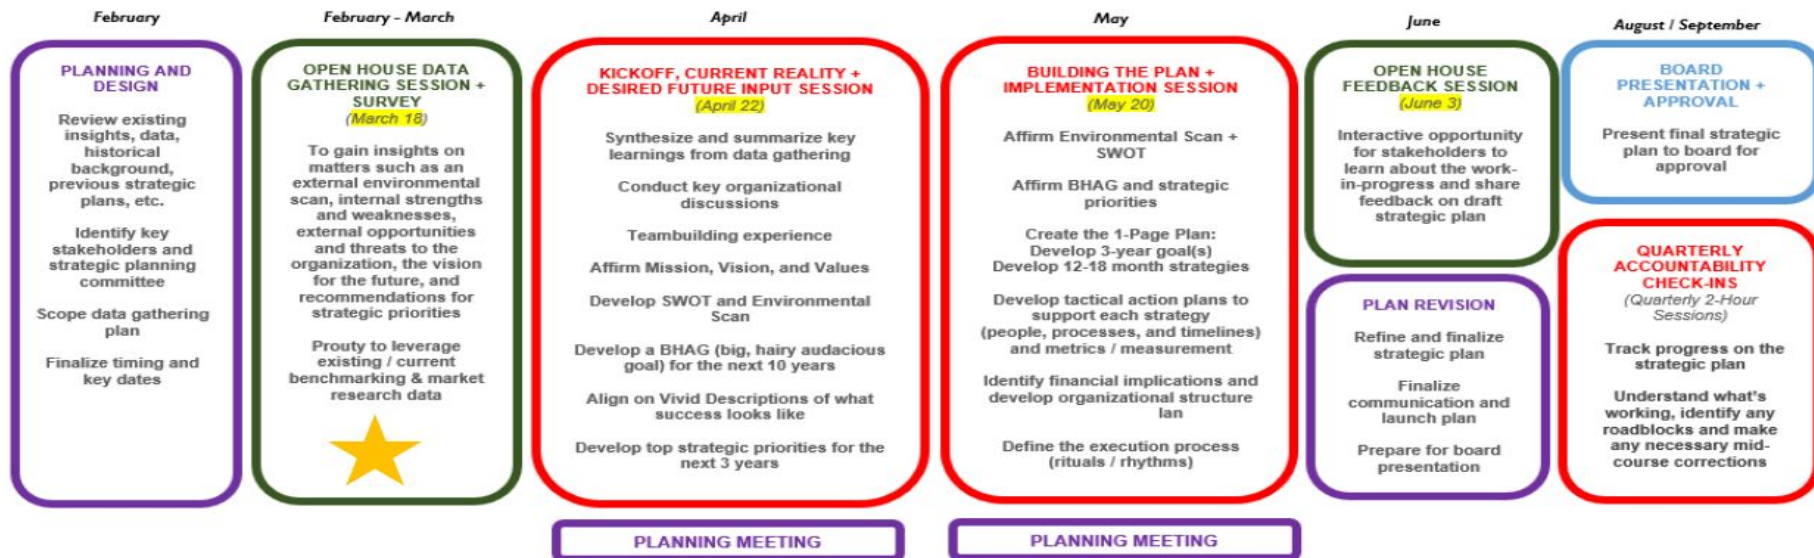 February
PLANNING AND
DESIGN
Review existing
insights, data,
historical
background,
previous strategic
plans, etc.
Identify key
stakeholders and
strategic planning
committee
Scope data gathering
plan
Finalize timing and
key dates
February - March
OPEN HOUSE DATA
GATHERING SESSION +
SURVEY
(March 18)
To gain insights on
matters such as an
external environmental
scan, internal strengths
and weaknesses,
external opportunities
and threats to the
organization, the vision
for the future, and
recommendations for
strategic priorities
Prouty to leverage
existing / current
benchmarking & market
research data
April
KICKOFF, CURRENT REALITY +
DESIRED FUTURE INPUT SESSION
(April 22)
Synthesize and summarize key
learnings from data gathering
Conduct key organizational
discussions
Teambuilding experience
Affirm Mission, Vision, and Values
Develop SWOT and Environmental
Scan
Develop a BHAG (big, hairy audacious
goal) for the next 10 years
Align on Vivid Descriptions of what
success looks like
Develop top strategic priorities for the
next 3 years
PLANNING MEETING
May
BUILDING THE PLAN +
IMPLEMENTATION SESSION
(May 20)
Affirm Environmental Scan +
SWOT
Affirm BHAG and strategic
priorities
Create the 1-Page Plan:
Develop 3-year goal(s)
Develop 12-18 month strategies
Develop tactical action plans to
support each strategy
(people, processes, and timelines)
and metrics / measurement
Identify financial implications and
develop organizational structure
lan
Define the execution process
(rituals / rhythms)
PLANNING MEETING
June
OPEN HOUSE
FEEDBACK SESSION
(June 3)
Interactive opportunity
for stakeholders to
learn about the work-
in-progress and share
feedback on draft
strategic plan
PLAN REVISION
Refine and finalize
strategic plan
Finalize
communication and
launch plan
Prepare for board
presentation
August / September
BOARD
PRESENTATION +
APPROVAL
Present final strategic
plan to board for
approval
QUARTERLY
ACCOUNTABILITY
CHECK-INS
(Quarterly 2-Hour
Sessions)
Track progress on the
strategic plan
Understand what's
working, identify any
roadblocks and make
any necessary mid-
course corrections